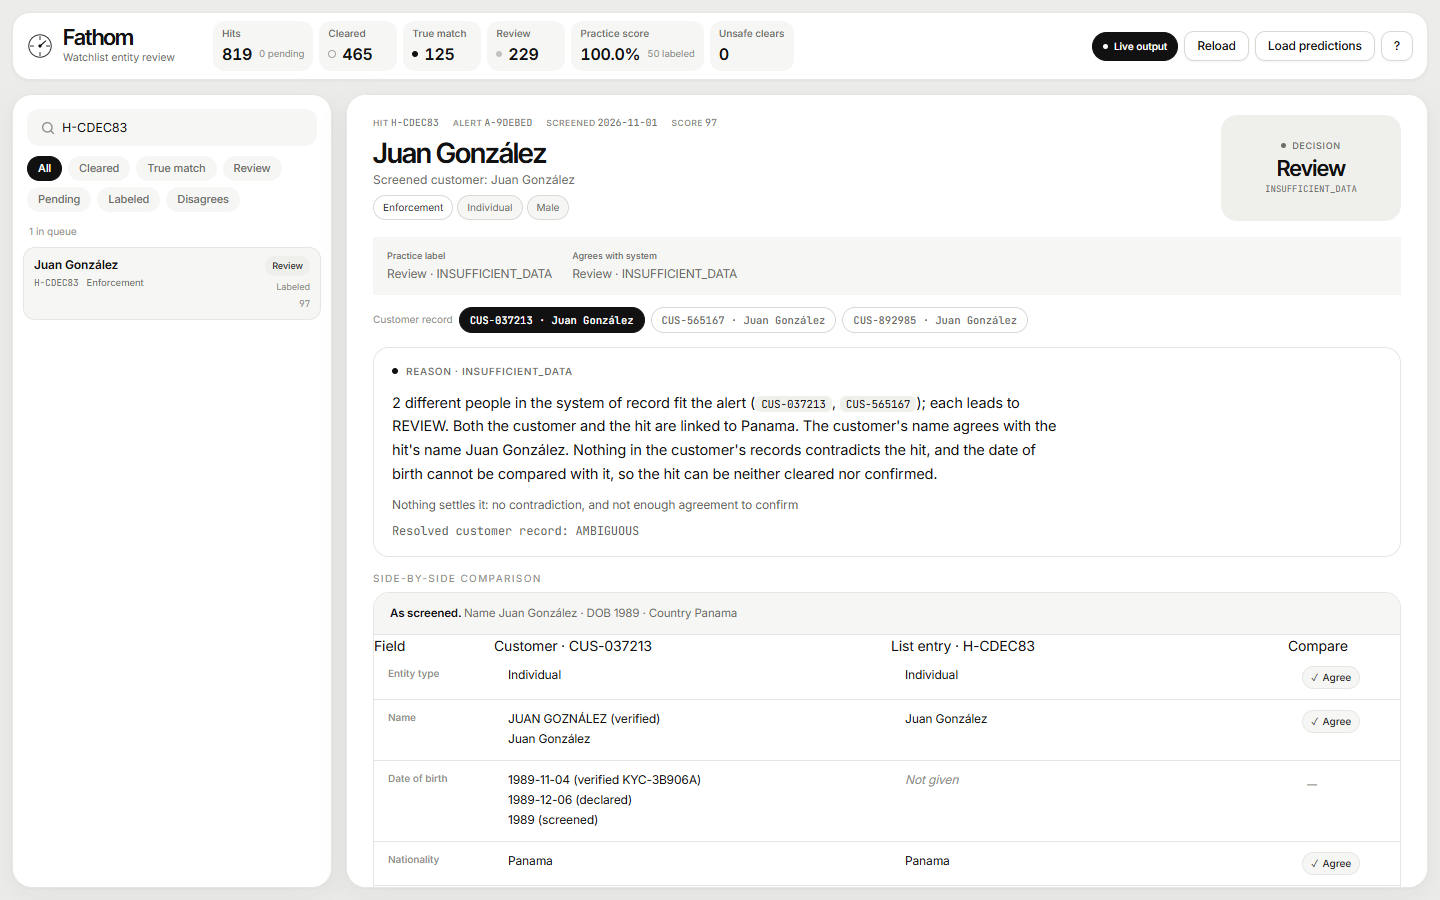 Fathom
Watchlist entity review
Hits
819 0 pending
Cleared
465
True match
125
Review
229
Practice score
100.0% 50 labeled
Unsafe clears
0
Live output
Reload
Load predictions
?
H-CDEC83
All
Cleared
True match
Review
Pending
Labeled
Disagrees
1 in queue
Juan González
Review
H-CDEC83 Enforcement
Labeled
97
HIT H-CDEC83 ALERT A-9DEBED SCREENED 2026-11-01 SCORE 97
Juan González
Screened customer: Juan González
Enforcement
Individual
Male
DECISION
Review
INSUFFICIENT_DATA
Practice label
Review · INSUFFICIENT_DATA
Agrees with system
Review · INSUFFICIENT_DATA
Customer record
CUS-037213 · Juan González
CUS-565167 · Juan González
CUS-892985 · Juan González
REASON · INSUFFICIENT_DATA
2 different people in the system of record fit the alert ( CUS-037213 , CUS-565167 ); each leads to
REVIEW. Both the customer and the hit are linked to Panama. The customer's name agrees with the
hit's name Juan González. Nothing in the customer's records contradicts the hit, and the date of
birth cannot be compared with it, so the hit can be neither cleared nor confirmed.
Nothing settles it: no contradiction, and not enough agreement to confirm
Resolved customer record: AMBIGUOUS
SIDE-BY-SIDE COMPARISON
As screened. Name Juan González · DOB 1989 · Country Panama
Field Customer · CUS-037213 List entry · H-CDEC83 Compare
Entity type Individual Individual ✓ Agree
Name JUAN GOZNÁLEZ (verified) Juan González ✓ Agree
Juan González
Date of birth 1989-11-04 (verified KYC-3B906A) Not given —
1989-12-06 (declared)
1989 (screened)
Nationality Panama Panama ✓ Agree